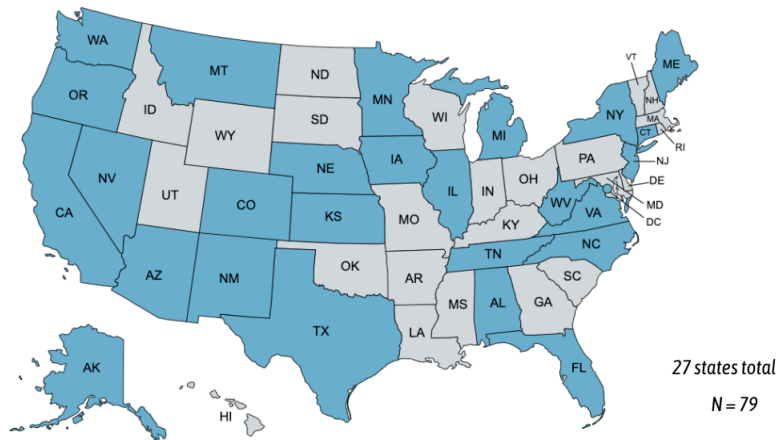 WA
MT
ND
MN
VT
ME
OR
ID
SD
WI
MI
NY
NH
MA
CT
RI
WY
IA
NE
PA
NJ
NV
UT
CO
IL
IN
OH
DE
MD
DC
CA
KS
MO
WV
VA
KY
NC
TN
AZ
NM
OK
AR
SC
MS
AL
GA
TX
LA
FL
AK
HI
27 states total
N = 79